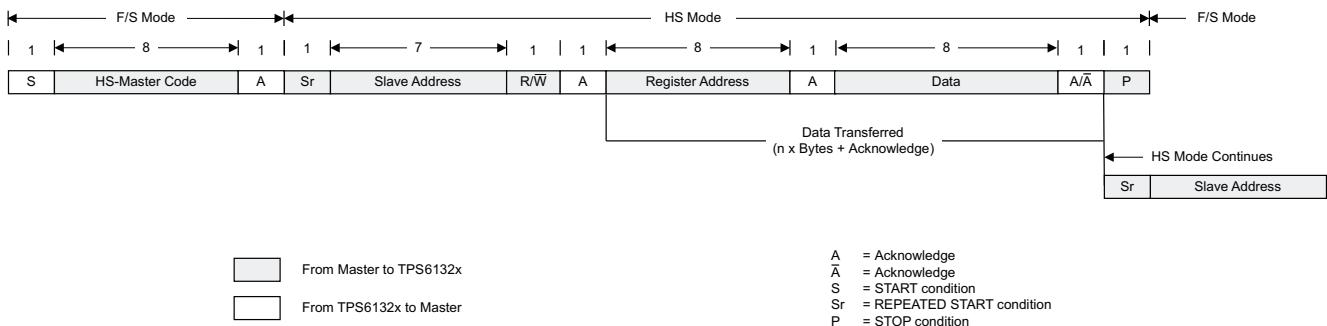 F/S Mode HS Mode F/S Mode
1 8 1 1 7 1 1 8 1 8 1 1
S HS-Master Code A Sr Slave Address R/W̅ A Register Address A Data A/A̅ P
Data Transferred
(n x Bytes + Acknowledge)
HS Mode Continues
Sr Slave Address
From Master to TPS6132x
From TPS6132x to Master
A = Acknowledge
A̅ = Acknowledge
S = START condition
Sr = REPEATED START condition
P = STOP condition